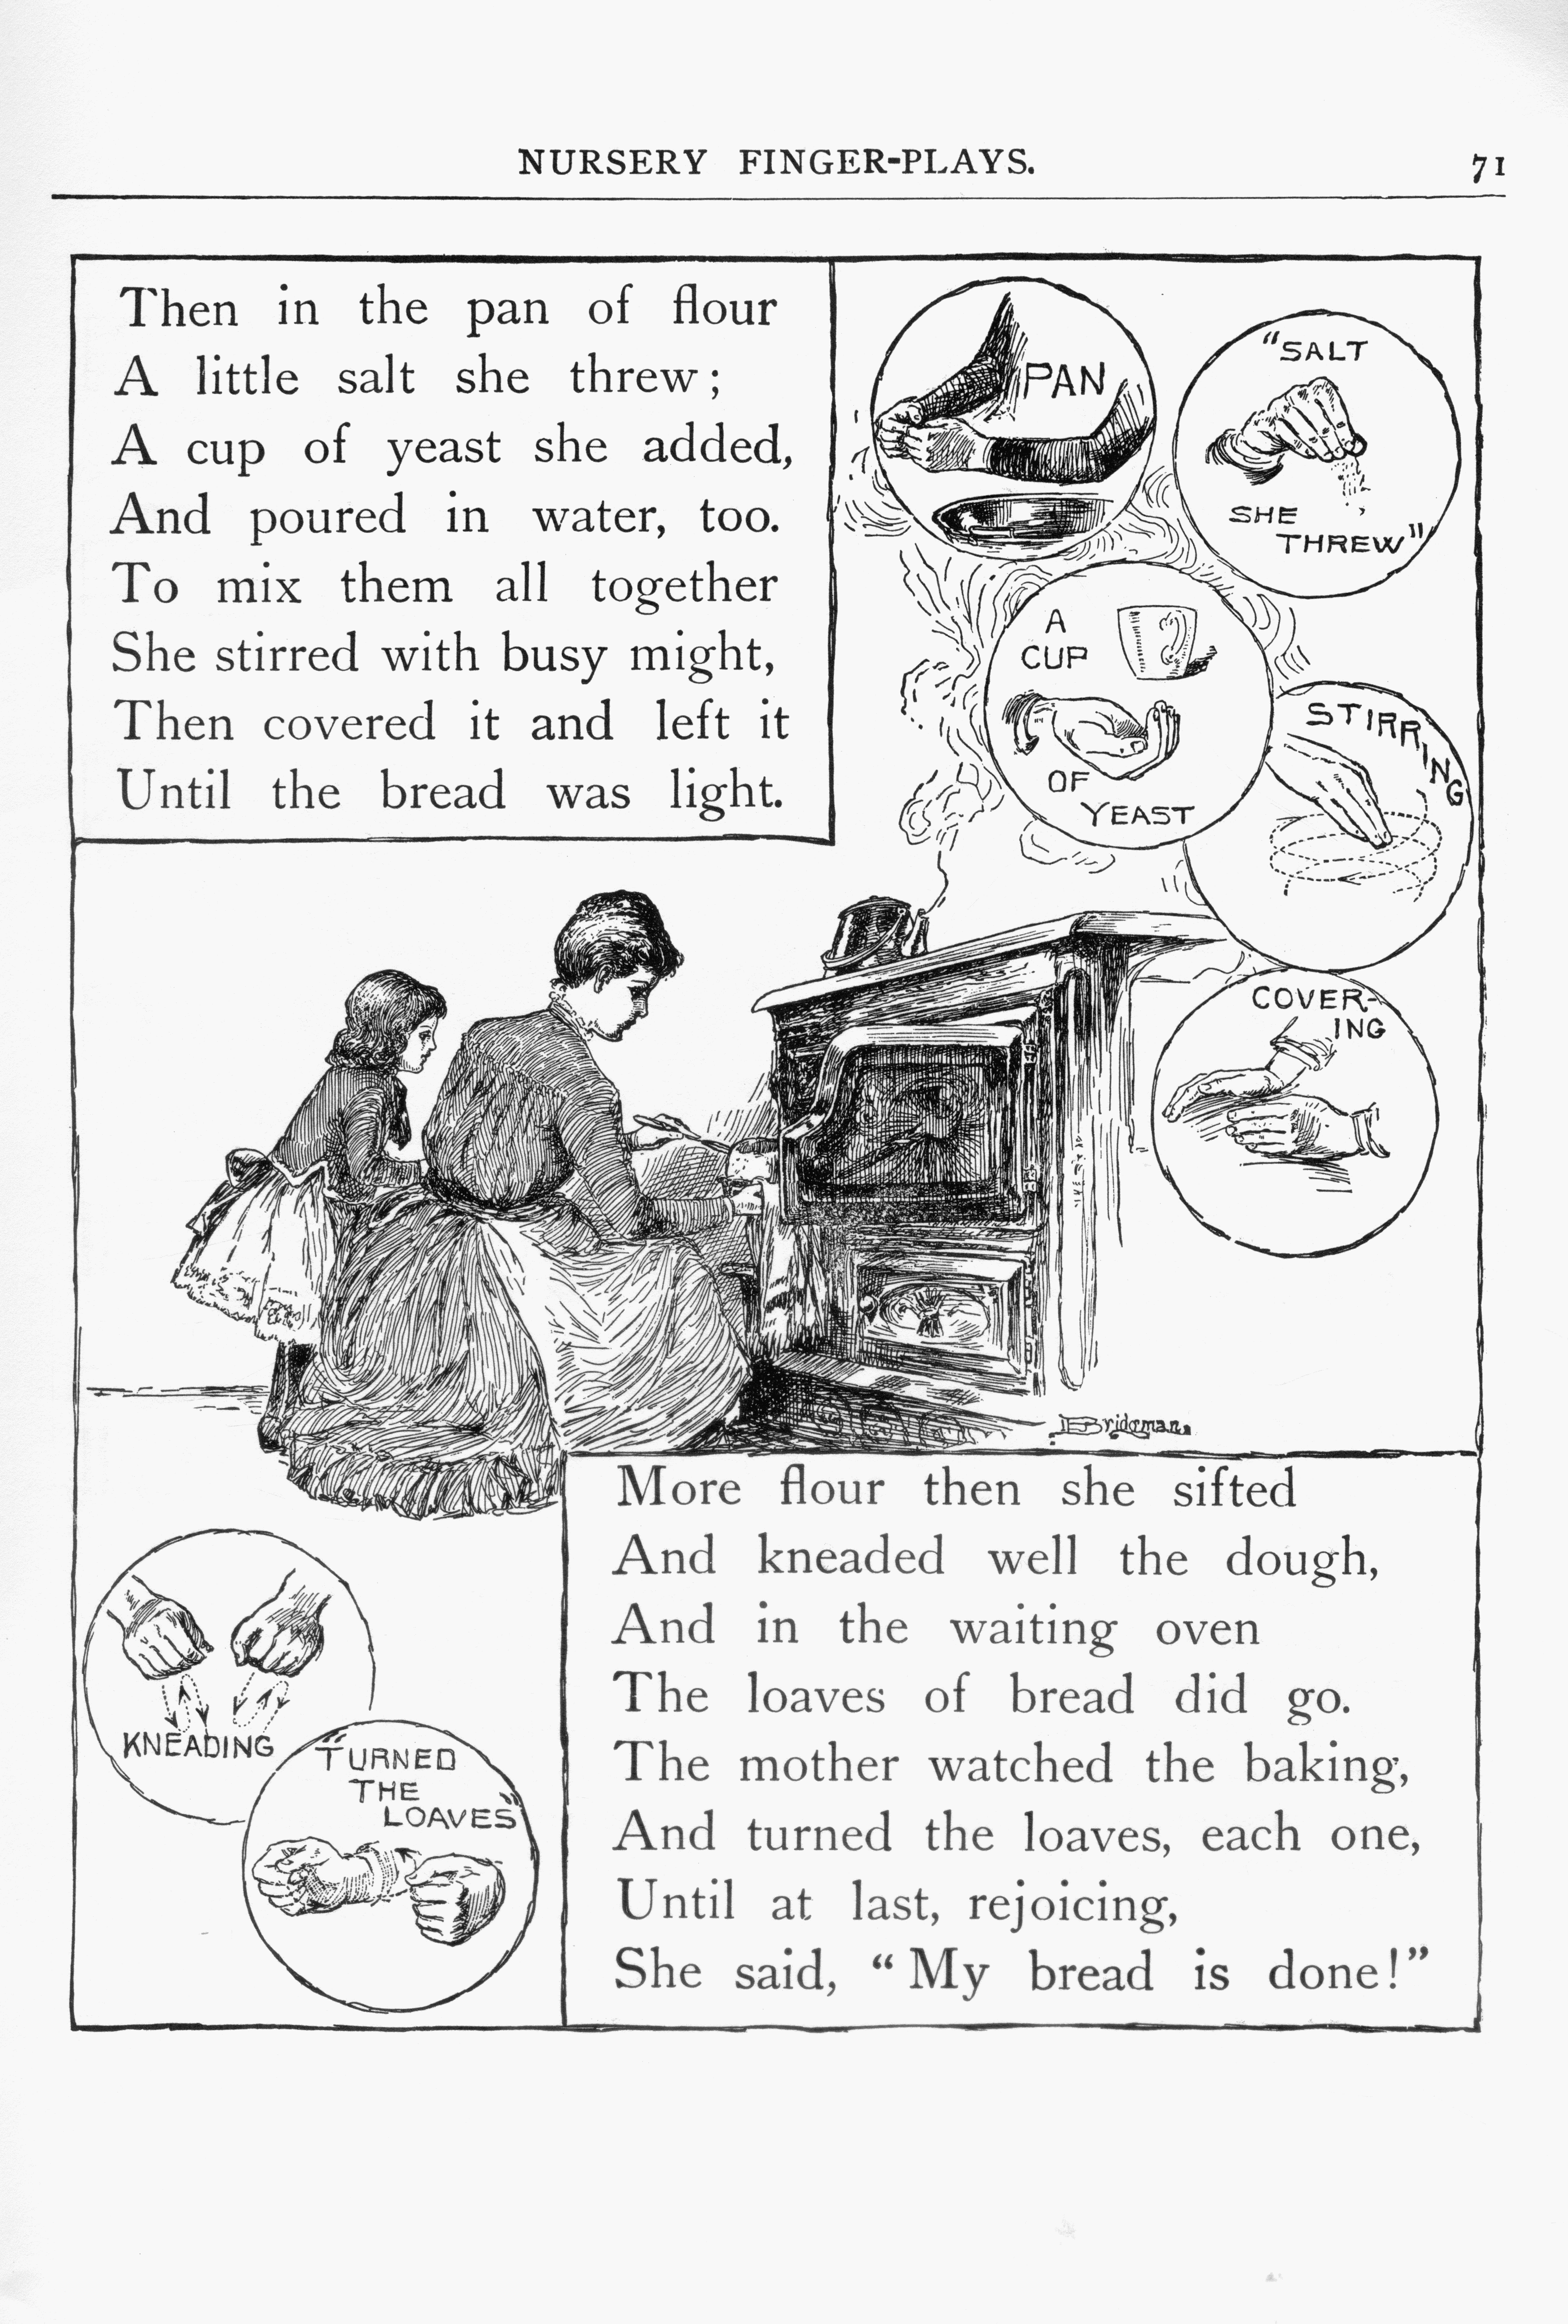 NURSERY FINGER-PLAYS.
71
Then in the pan of flour
A little salt she threw;
A cup of yeast she added,
And poured in water, too.
To mix them all together
She stirred with busy might,
Then covered it and left it
Until the bread was light.
PAN
"SALT
SHE
THREW"
A
CUP
OF
YEAST
STIRRING
COVER-
ING
LBridgman.
More flour then she sifted
And kneaded well the dough,
And in the waiting oven
The loaves of bread did go.
The mother watched the baking,
And turned the loaves, each one,
Until at last, rejoicing,
She said, "My bread is done!"
KNEADING
"TURNED
THE
LOAVES"